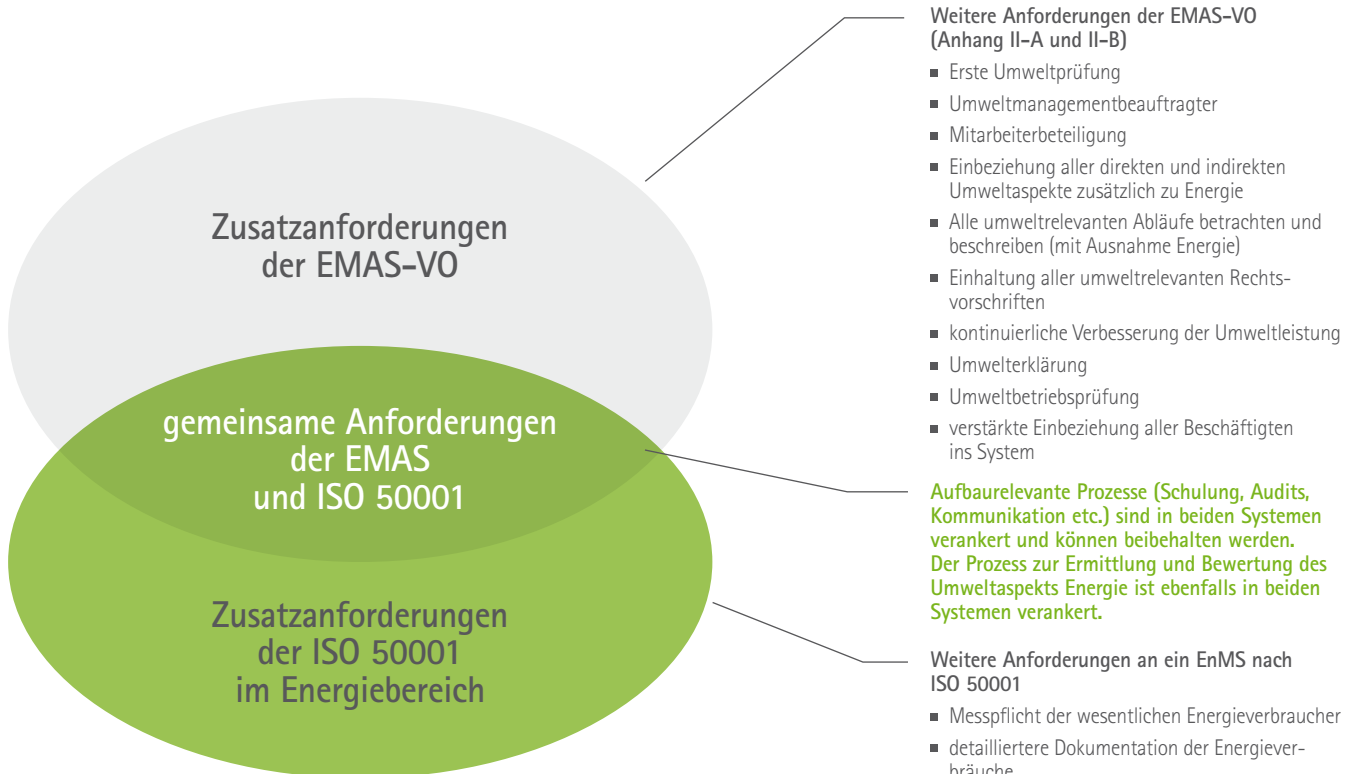 Zusatzanforderungen
der EMAS-VO
gemeinsame Anforderungen
der EMAS
und ISO 50001
Zusatzanforderungen
der ISO 50001
im Energiebereich
Weitere Anforderungen der EMAS-VO
(Anhang II-A und II-B)
■ Erste Umweltprüfung
■ Umweltmanagementbeauftragter
■ Mitarbeiterbeteiligung
■ Einbeziehung aller direkten und indirekten
Umweltaspekte zusätzlich zu Energie
■ Alle umweltrelevanten Abläufe betrachten und
beschreiben (mit Ausnahme Energie)
■ Einhaltung aller umweltrelevanten Rechts-
vorschriften
■ kontinuierliche Verbesserung der Umweltleistung
■ Umwelterklärung
■ Umweltbetriebsprüfung
■ verstärkte Einbeziehung aller Beschäftigten
ins System
Aufbaurelevante Prozesse (Schulung, Audits,
Kommunikation etc.) sind in beiden Systemen
verankert und können beibehalten werden.
Der Prozess zur Ermittlung und Bewertung des
Umweltaspekts Energie ist ebenfalls in beiden
Systemen verankert.
Weitere Anforderungen an ein EnMS nach
ISO 50001
■ Messpflicht der wesentlichen Energieverbraucher
■ detailliertere Dokumentation der Energiever-
bräuche